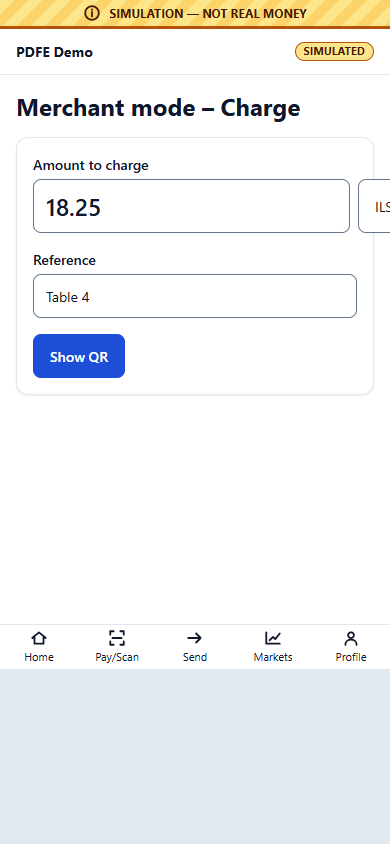 SIMULATION — NOT REAL MONEY
PDFE Demo
SIMULATED
Merchant mode – Charge
Amount to charge
18.25
ILS
Reference
Table 4
Show QR
Home
Pay/Scan
Send
Markets
Profile